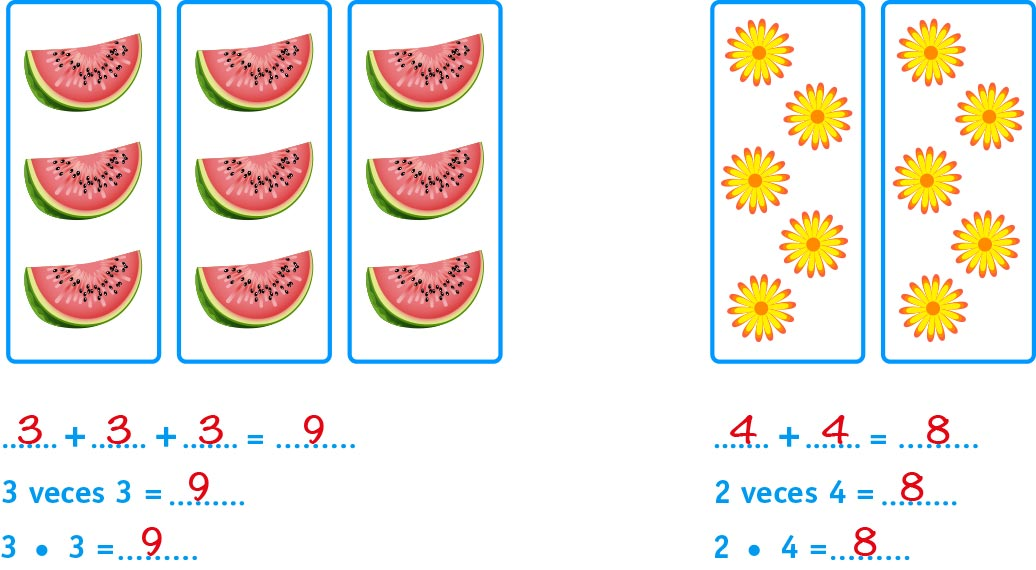 3 + 3 + 3 = 9
3 veces 3 = 9
3 • 3 = 9
4 + 4 = 8
2 veces 4 = 8
2 • 4 = 8